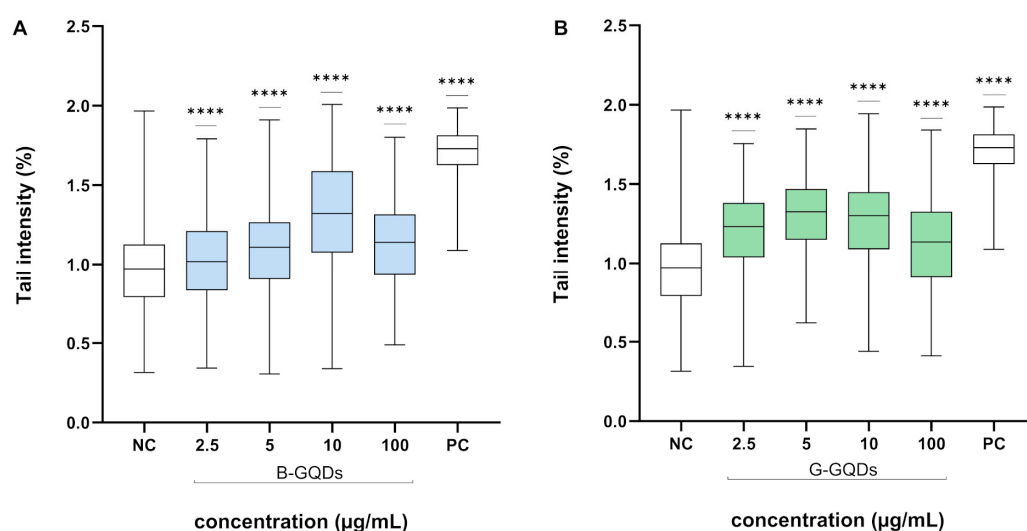 A
Tail intensity (%)
2.5
2.0
1.5
1.0
0.5
0.0
****
****
****
****
****
NC
2.5
5
10
100
PC
B-GQDs
concentration (µg/mL)
B
Tail intensity (%)
2.5
2.0
1.5
1.0
0.5
0.0
****
****
****
****
****
NC
2.5
5
10
100
PC
G-GQDs
concentration (µg/mL)